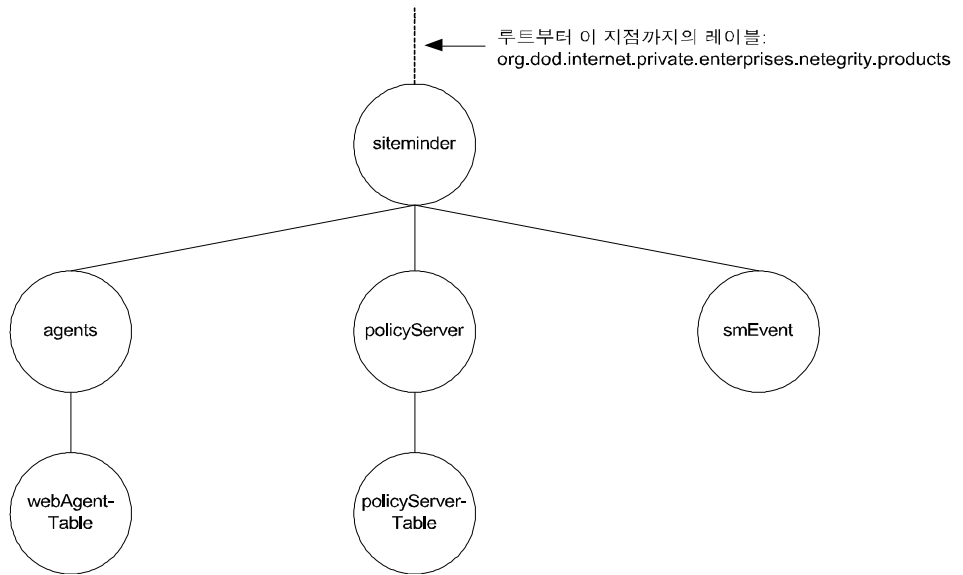 루트부터 이 지점까지의 레이블:
org.dod.internet.private.enterprises.netegrity.products
siteminder
agents
policyServer
smEvent
webAgent-
Table
policyServer-
Table